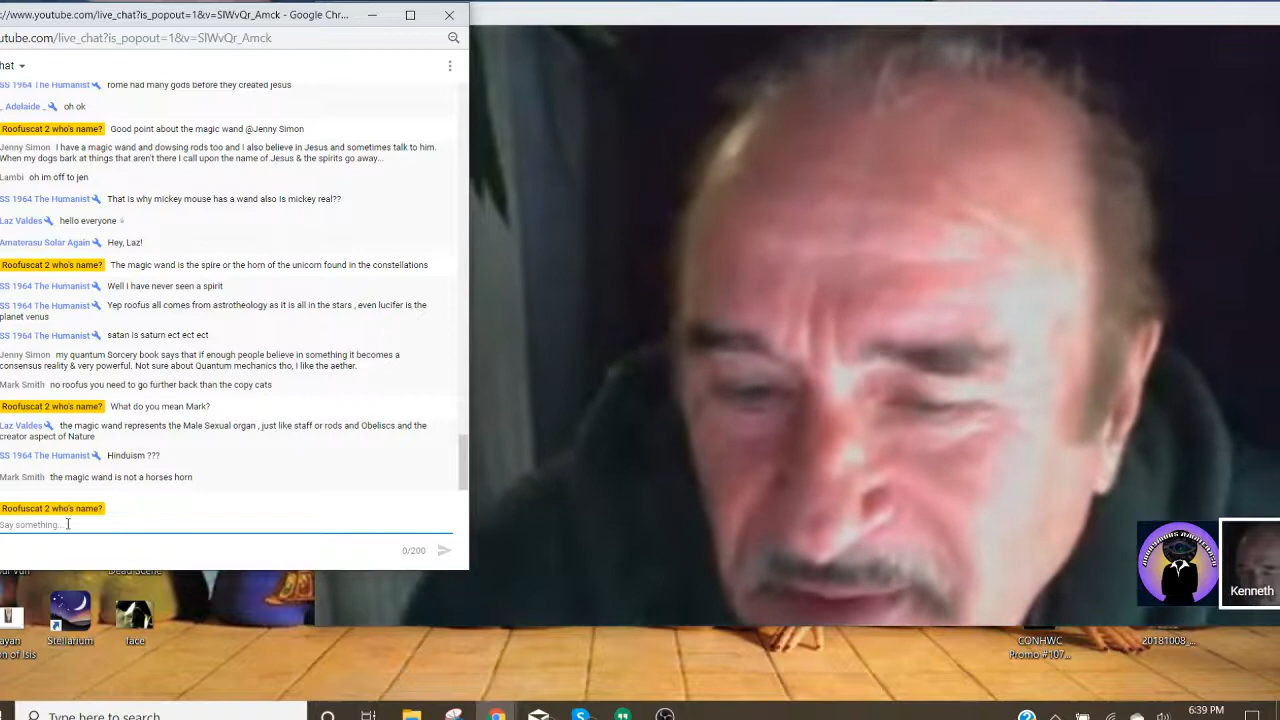 ://www.youtube.com/live_chat?is_popout=1&v=SlWvQr_Amck - Google Chr...
utube.com/live_chat?is_popout=1&v=SlWvQr_Amck
hat
SS 1964 The Humanist rome had many gods before they created jesus
_ Adelaide _ oh ok
Roofuscat 2 who's name? Good point about the magic wand @Jenny Simon
Jenny Simon I have a magic wand and dowsing rods too and I also believe in Jesus and sometimes talk to him.
When my dogs bark at things that aren't there I call upon the name of Jesus & the spirits go away...
Lambi oh im off to jen
SS 1964 The Humanist That is why mickey mouse has a wand also Is mickey real??
Laz Valdes hello everyone
Amaterasu Solar Again Hey, Laz!
Roofuscat 2 who's name? The magic wand is the spire or the horn of the unicorn found in the constellations
SS 1964 The Humanist Well I have never seen a spirit
SS 1964 The Humanist Yep roofus all comes from astrotheology as it is all in the stars , even lucifer is the
planet venus
SS 1964 The Humanist satan is saturn ect ect ect
Jenny Simon my quantum Sorcery book says that if enough people believe in something it becomes a
consensus reality & very powerful. Not sure about Quantum mechanics tho, I like the aether.
Mark Smith no roofus you need to go further back than the copy cats
Roofuscat 2 who's name? What do you mean Mark?
Laz Valdes the magic wand represents the Male Sexual organ , just like staff or rods and Obeliscs and the
creator aspect of Nature
SS 1964 The Humanist Hinduism ???
Mark Smith the magic wand is not a horses horn
Roofuscat 2 who's name?
Say something...
0/200
Kenneth
Dead Scene
ayan
on of Isis
Stellarium
face
CONHWC
Promo #107...
20181008_...
Type here to search
6:39 PM